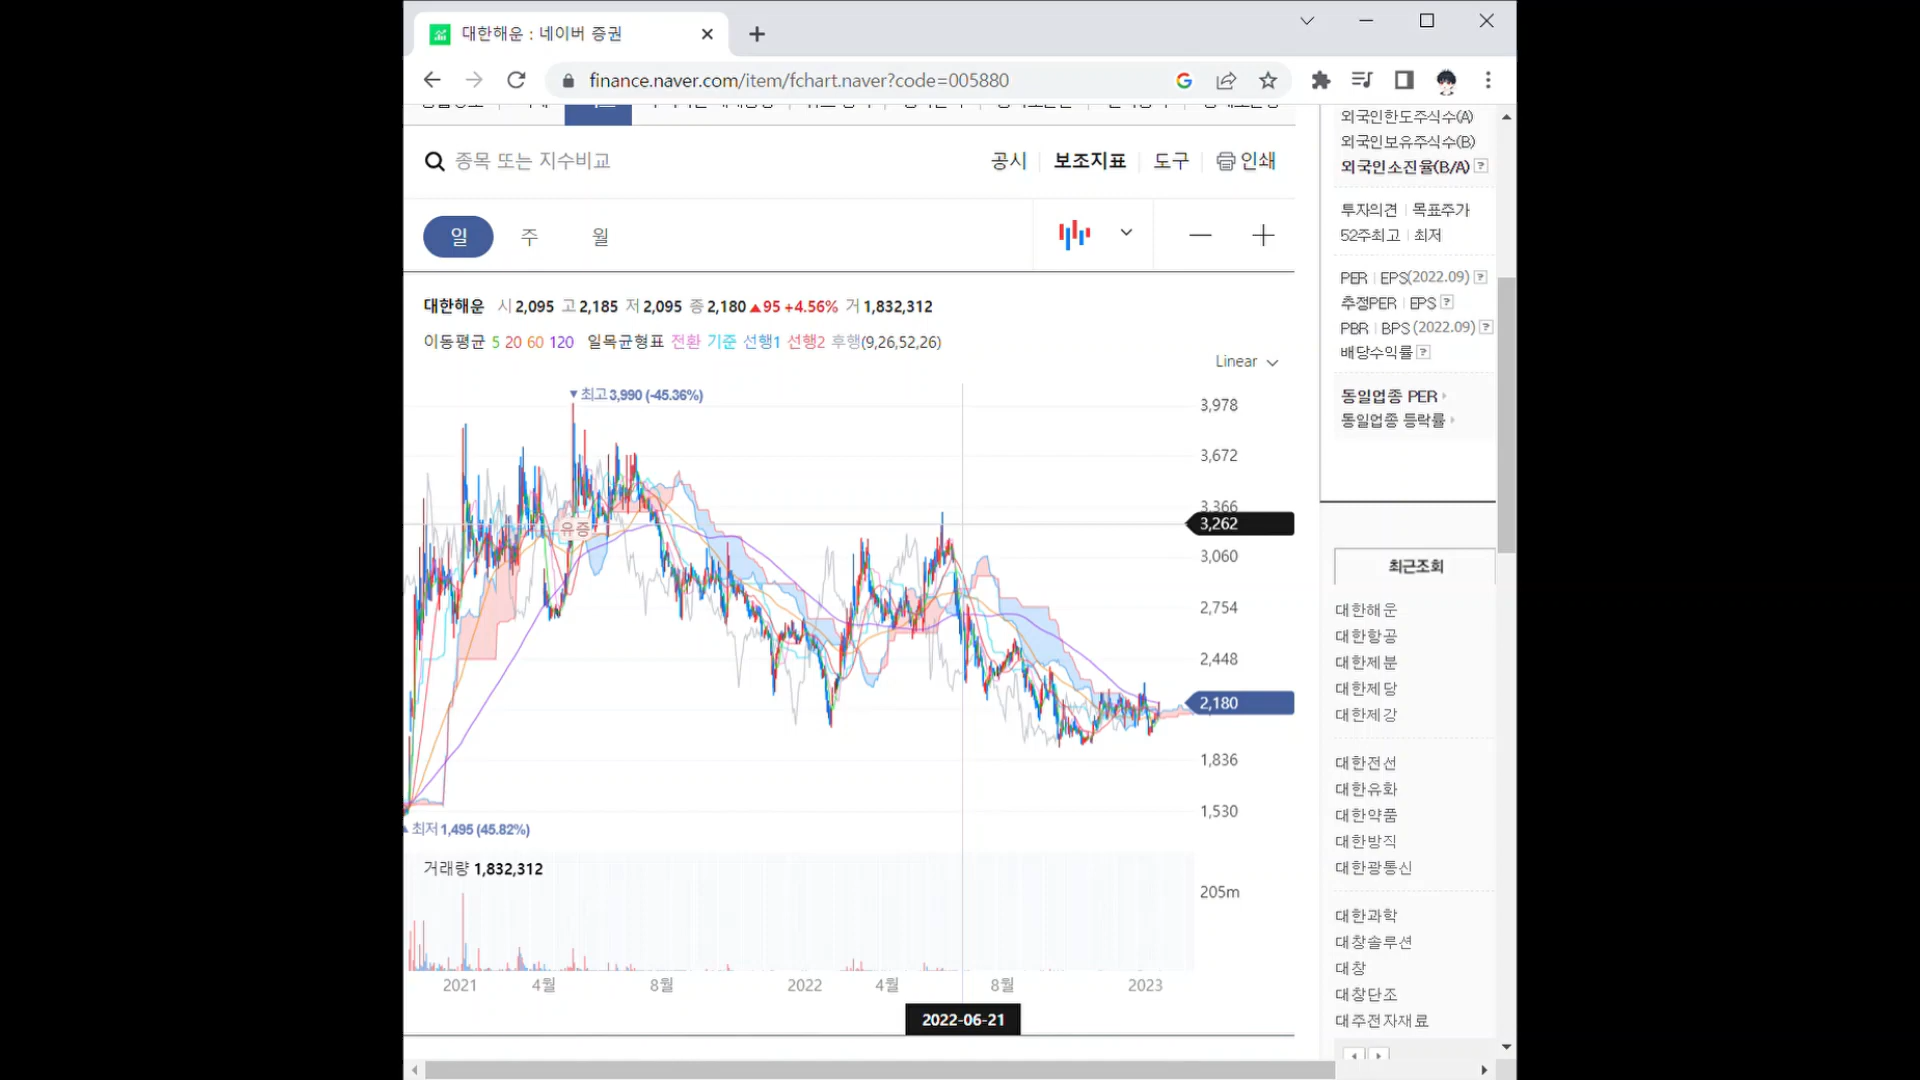 대한해운 : 네이버 증권
finance.naver.com/item/fchart.naver?code=005880
종목 또는 지수비교
공시 보조지표 도구 인쇄
일 주 월
대한해운 시 2,095 고 2,185 저 2,095 종 2,180 ▲95 +4.56% 거 1,832,312
이동평균 5 20 60 120 일목균형표 전환 기준 선행1 선행2 후행(9,26,52,26)
Linear
▼최고 3,990 (-45.36%)
3,978
3,672
3,366
3,262
유증
3,060
2,754
2,448
2,180
1,836
1,530
▲최저 1,495 (45.82%)
거래량 1,832,312
205m
2021 4월 8월 2022 4월 8월 2023
2022-06-21
외국인한도주식수(A)
외국인보유주식수(B)
외국인소진율(B/A) ?
투자의견 | 목표주가
52주최고 | 최저
PER | EPS(2022.09) ?
추정PER | EPS ?
PBR | BPS (2022.09) ?
배당수익률 ?
동일업종 PER
동일업종 등락률
최근조회
대한해운
대한항공
대한제분
대한제당
대한제강
대한전선
대한유화
대한약품
대한방직
대한광통신
대한과학
대창솔루션
대창
대창단조
대주전자재료